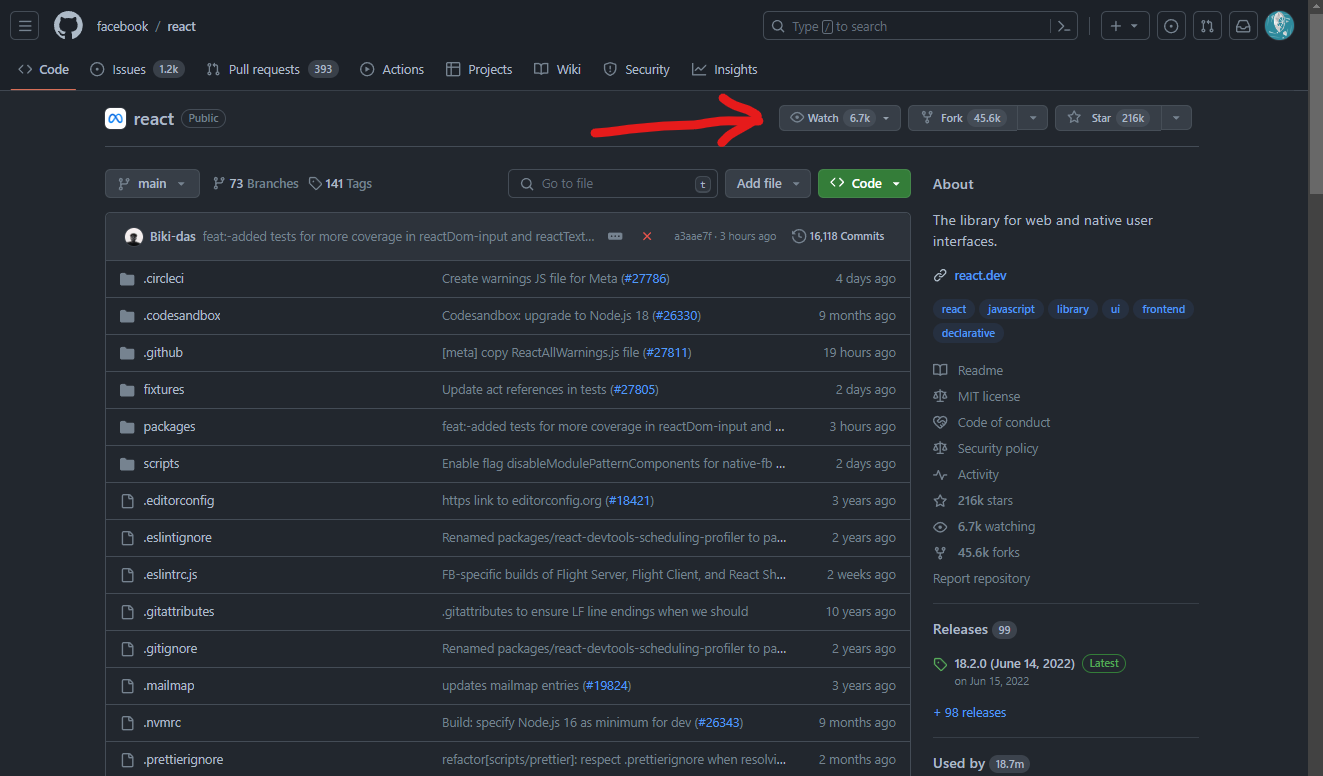 facebook / react
Type / to search
Code Issues 1.2k Pull requests 393 Actions Projects Wiki Security Insights
react Public
Watch 6.7k Fork 45.6k Star 216k
main 73 Branches 141 Tags Go to file t Add file Code
Biki-das feat:-added tests for more coverage in reactDom-input and reactText... a3aae7f · 3 hours ago 16,118 Commits
.circleci Create warnings JS file for Meta (#27786) 4 days ago
.codesandbox Codesandbox: upgrade to Node.js 18 (#26330) 9 months ago
.github [meta] copy ReactAllWarnings.js file (#27811) 19 hours ago
fixtures Update act references in tests (#27805) 2 days ago
packages feat:-added tests for more coverage in reactDom-input and ... 3 hours ago
scripts Enable flag disableModulePatternComponents for native-fb ... 2 days ago
.editorconfig https link to editorconfig.org (#18421) 3 years ago
.eslintignore Renamed packages/react-devtools-scheduling-profiler to pa... 2 years ago
.eslintrc.js FB-specific builds of Flight Server, Flight Client, and React Sh... 2 weeks ago
.gitattributes .gitattributes to ensure LF line endings when we should 10 years ago
.gitignore Renamed packages/react-devtools-scheduling-profiler to pa... 2 years ago
.mailmap updates mailmap entries (#19824) 3 years ago
.nvmrc Build: specify Node.js 16 as minimum for dev (#26343) 9 months ago
.prettierignore refactor[scripts/prettier]: respect .prettierignore when resolvi... 2 months ago
About
The library for web and native user
interfaces.
react.dev
react javascript library ui frontend
declarative
Readme
MIT license
Code of conduct
Security policy
Activity
216k stars
6.7k watching
45.6k forks
Report repository
Releases 99
18.2.0 (June 14, 2022) Latest
on Jun 15, 2022
+ 98 releases
Used by 18.7m